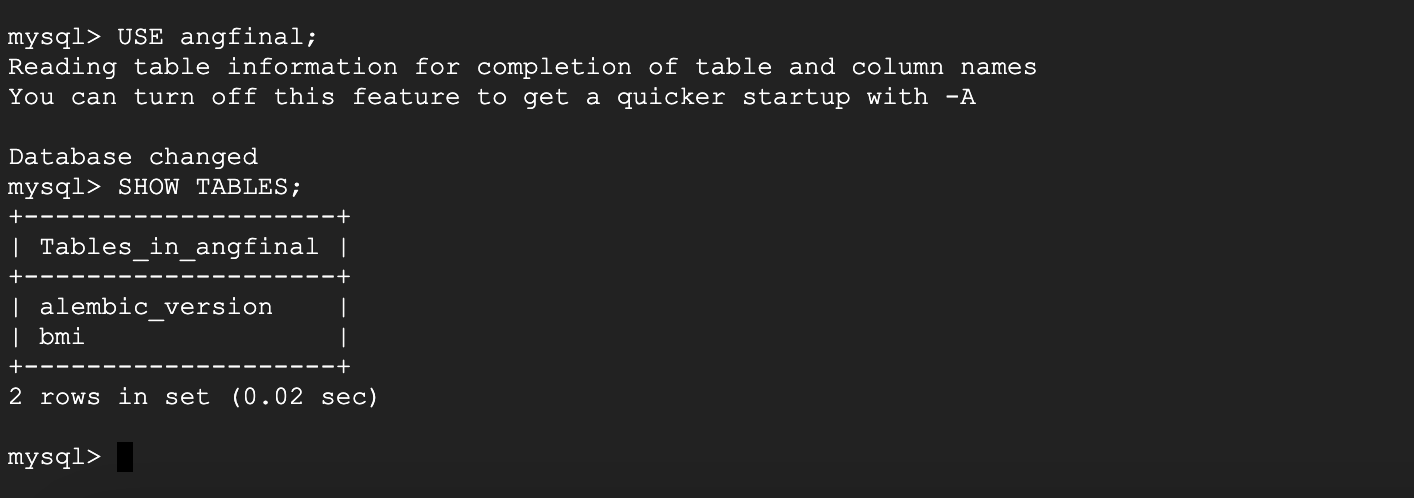 mysql> USE angfinal;
Reading table information for completion of table and column names
You can turn off this feature to get a quicker startup with -A
Database changed
mysql> SHOW TABLES;
+--------------------+
| Tables_in_angfinal |
+--------------------+
| alembic_version    |
| bmi                |
+--------------------+
2 rows in set (0.02 sec)
mysql>